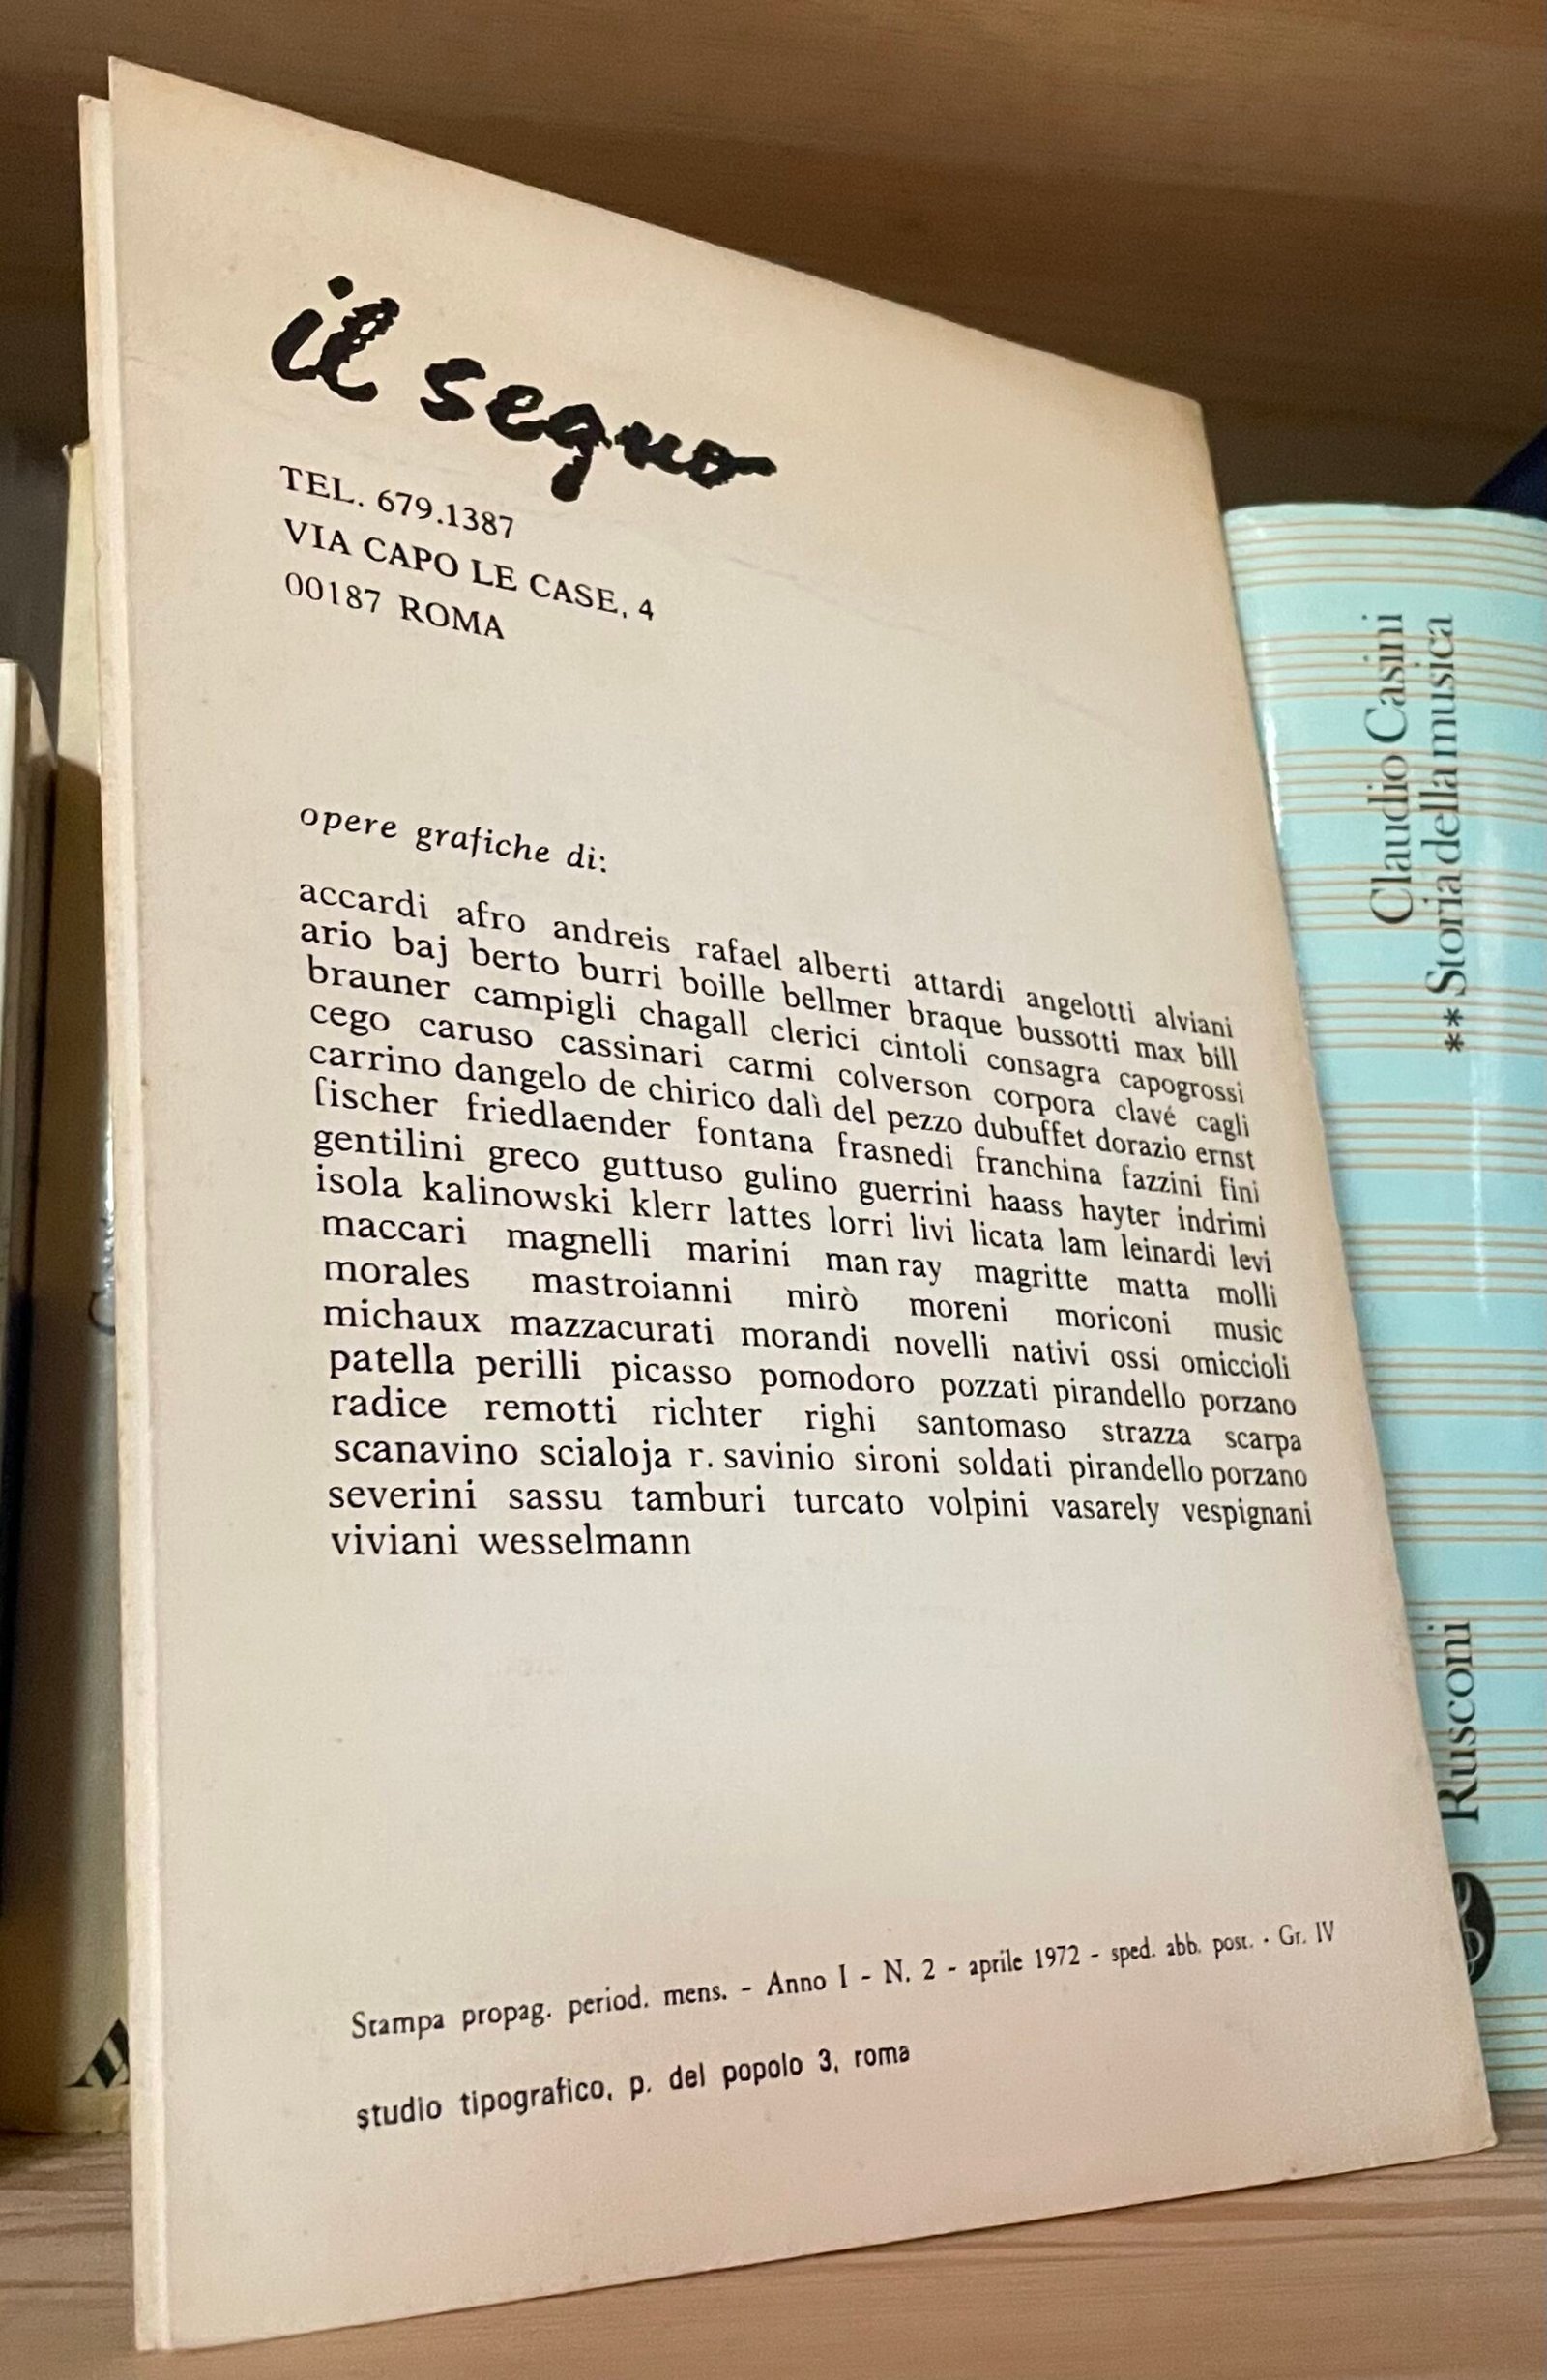 il segno
TEL. 679.1387
VIA CAPO LE CASE, 4
00187 ROMA
opere grafiche di:
accardi afro andreis rafael alberti attardi angelotti alviani
ario baj berto burri boille bellmer braque bussotti max bill
brauner campigli chagall clerici cintoli consagra capogrossi
cego caruso cassinari carmi colverson corpora clavé cagli
carrino dangelo de chirico dalì del pezzo dubuffet dorazio ernst
fischer friedlaender fontana frasnedi franchina fazzini fini
gentilini greco guttuso gulino guerrini haass hayter indrimi
isola kalinowski klerr lattes lorri livi licata lam leinardi levi
maccari magnelli marini man ray magritte matta molli
morales mastroianni mirò moreni moriconi music
michaux mazzacurati morandi novelli nativi ossi omiccioli
patella perilli picasso pomodoro pozzati pirandello porzano
radice remotti richter righi santomaso strazza scarpa
scanavino scialoja r. savinio sironi soldati pirandello porzano
severini sassu tamburi turcato volpini vasarely vespignani
viviani wesselmann
Stampa propag. period. mens. - Anno I - N. 2 - aprile 1972 - sped. abb. post. - Gr. IV
studio tipografico, p. del popolo 3, roma
Claudio Casini
** Storia della musica
Rusconi